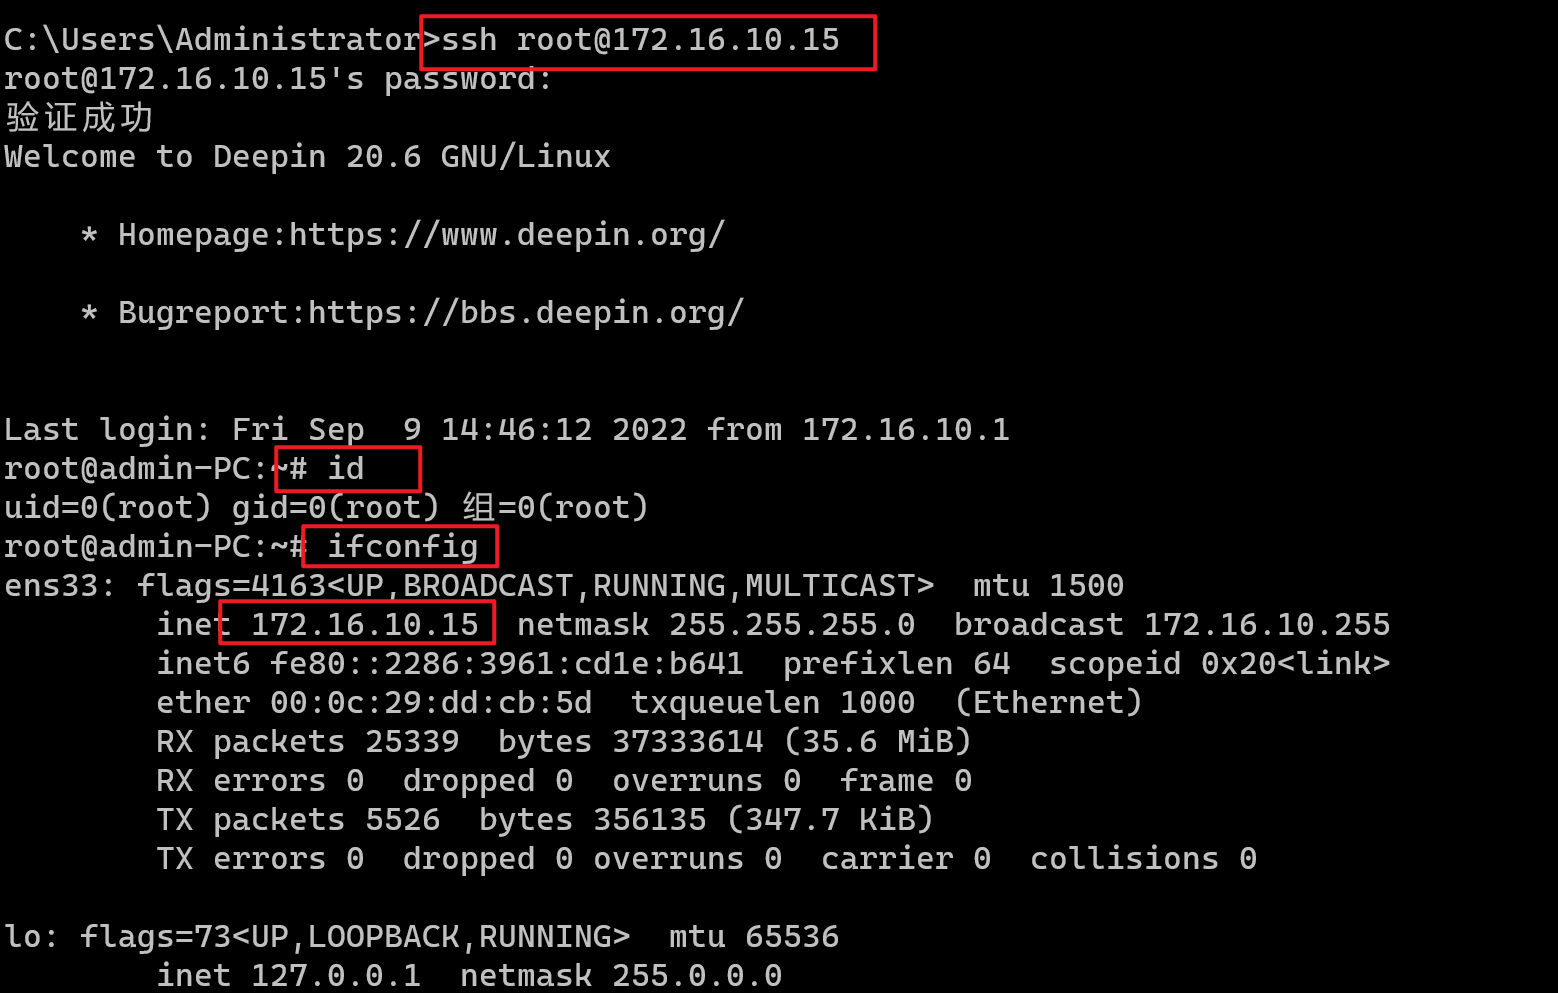 C:\Users\Administrator>ssh root@172.16.10.15
root@172.16.10.15's password:
验证成功
Welcome to Deepin 20.6 GNU/Linux
    * Homepage:https://www.deepin.org/
    * Bugreport:https://bbs.deepin.org/
Last login: Fri Sep  9 14:46:12 2022 from 172.16.10.1
root@admin-PC:~# id
uid=0(root) gid=0(root) 组=0(root)
root@admin-PC:~# ifconfig
ens33: flags=4163<UP,BROADCAST,RUNNING,MULTICAST>  mtu 1500
        inet 172.16.10.15  netmask 255.255.255.0  broadcast 172.16.10.255
        inet6 fe80::2286:3961:cd1e:b641  prefixlen 64  scopeid 0x20<link>
        ether 00:0c:29:dd:cb:5d  txqueuelen 1000  (Ethernet)
        RX packets 25339  bytes 37333614 (35.6 MiB)
        RX errors 0  dropped 0  overruns 0  frame 0
        TX packets 5526  bytes 356135 (347.7 KiB)
        TX errors 0  dropped 0 overruns 0  carrier 0  collisions 0
lo: flags=73<UP,LOOPBACK,RUNNING>  mtu 65536
        inet 127.0.0.1  netmask 255.0.0.0